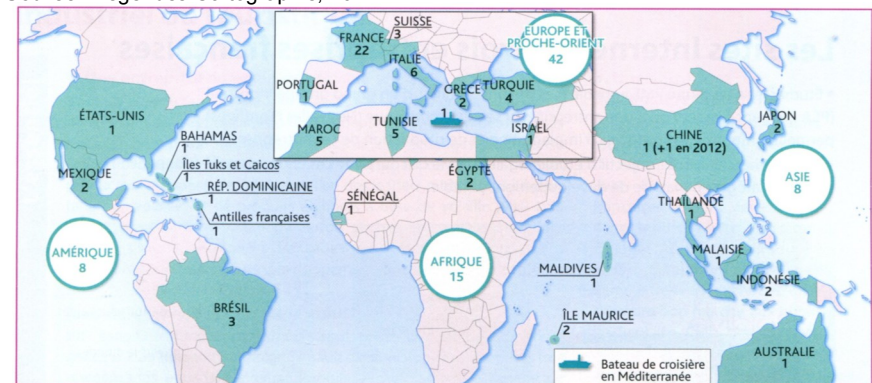 SUISSE
3
FRANCE
22
ITALIE
6
EUROPE ET
PROCHE-ORIENT
42
PORTUGAL
1
GRÈCE
2
TURQUIE
4
1
MAROC
5
TUNISIE
5
ISRAËL
1
ÉTATS-UNIS
1
BAHAMAS
1
Îles Tuks et Caicos
1
MEXIQUE
2
RÉP. DOMINICAINE
1
Antilles françaises
1
AMÉRIQUE
8
BRÉSIL
3
ÉGYPTE
2
SÉNÉGAL
1
AFRIQUE
15
CHINE
1 (+1 en 2012)
JAPON
2
ASIE
8
THAÏLANDE
1
MALAISIE
1
MALDIVES
1
INDONÉSIE
2
ÎLE MAURICE
2
AUSTRALIE
1
Bateau de croisière
en Méditerranée